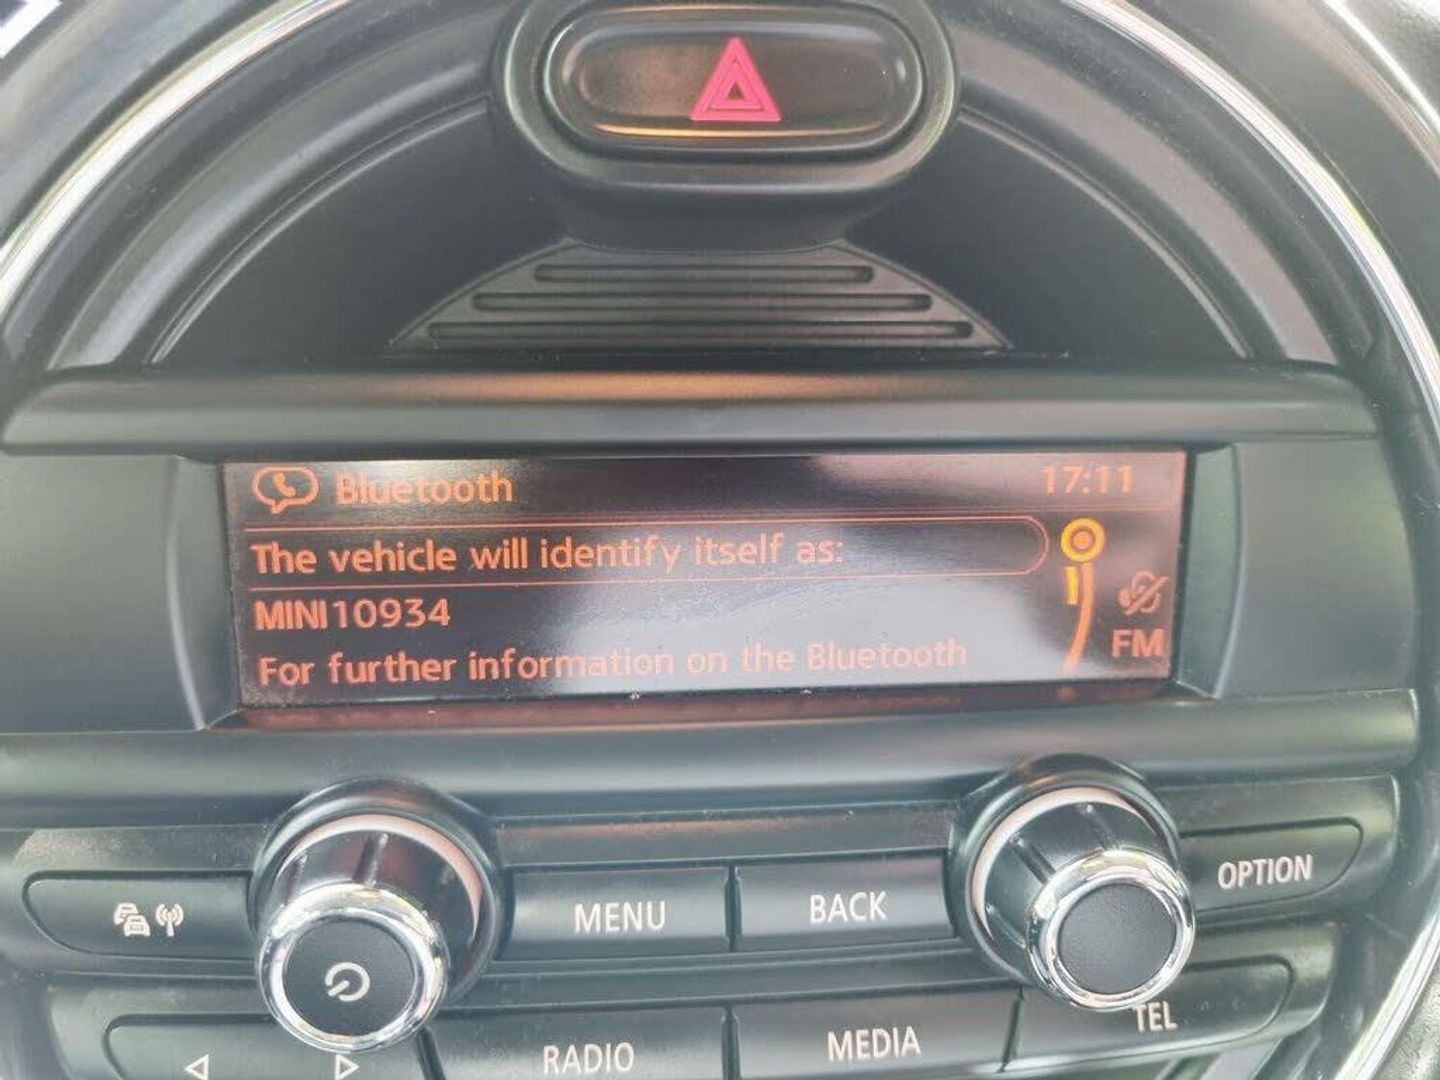 Bluetooth 17:11
The vehicle will identify itself as:
MINI10934
For further information on the Bluetooth
FM
MENU BACK OPTION
RADIO MEDIA TEL